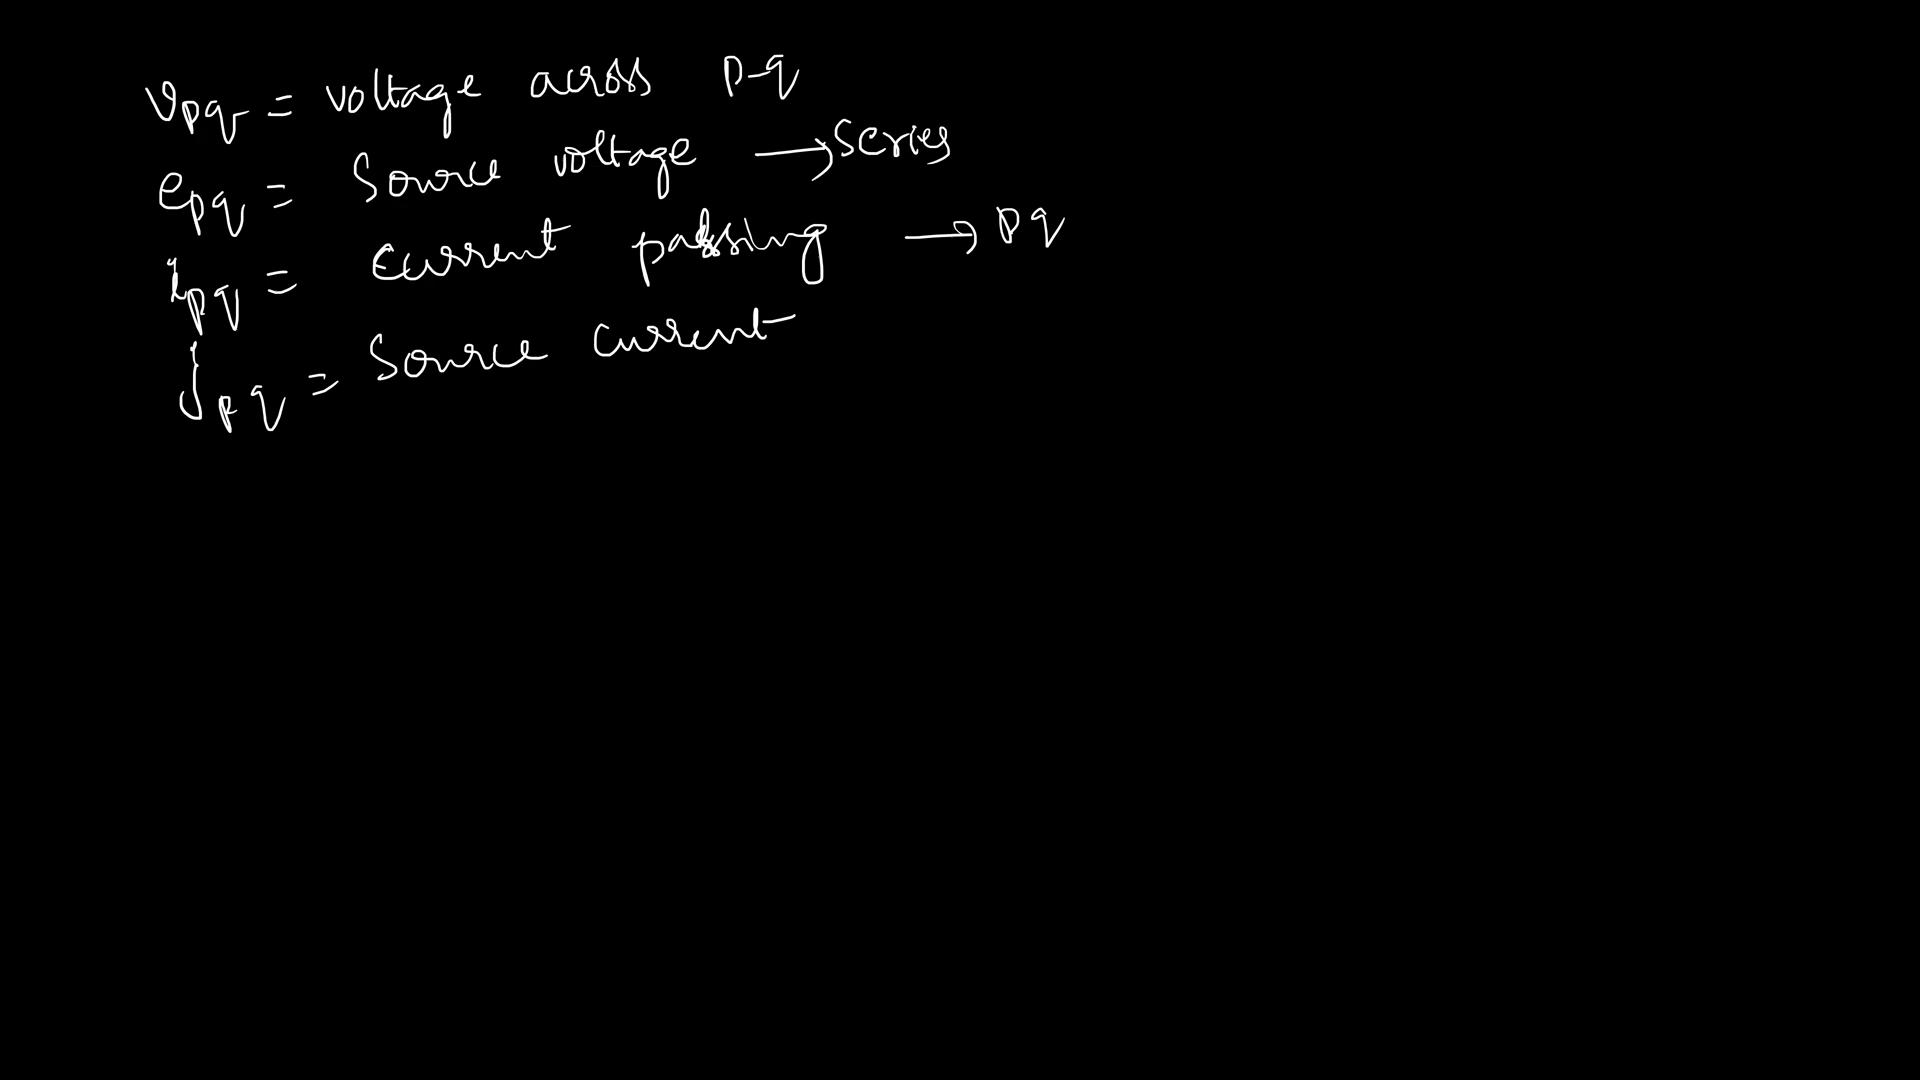 vpq = voltage across p-q
epq = Source voltage → series
ipq = current passing → pq
jpq = Source current